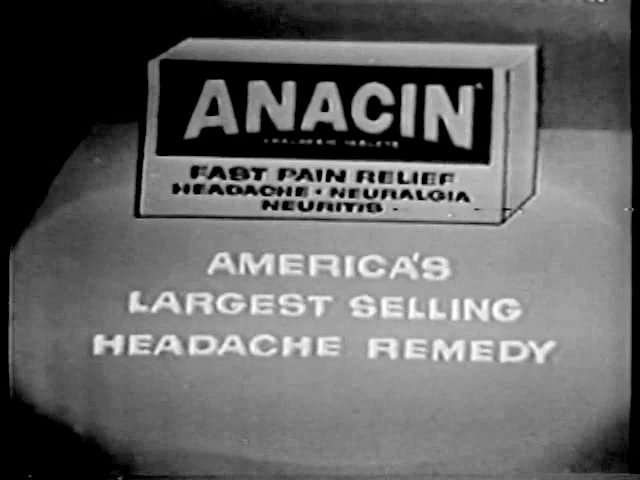 ANACIN
FAST PAIN RELIEF
HEADACHE • NEURALGIA
NEURITIS
AMERICA'S
LARGEST SELLING
HEADACHE REMEDY